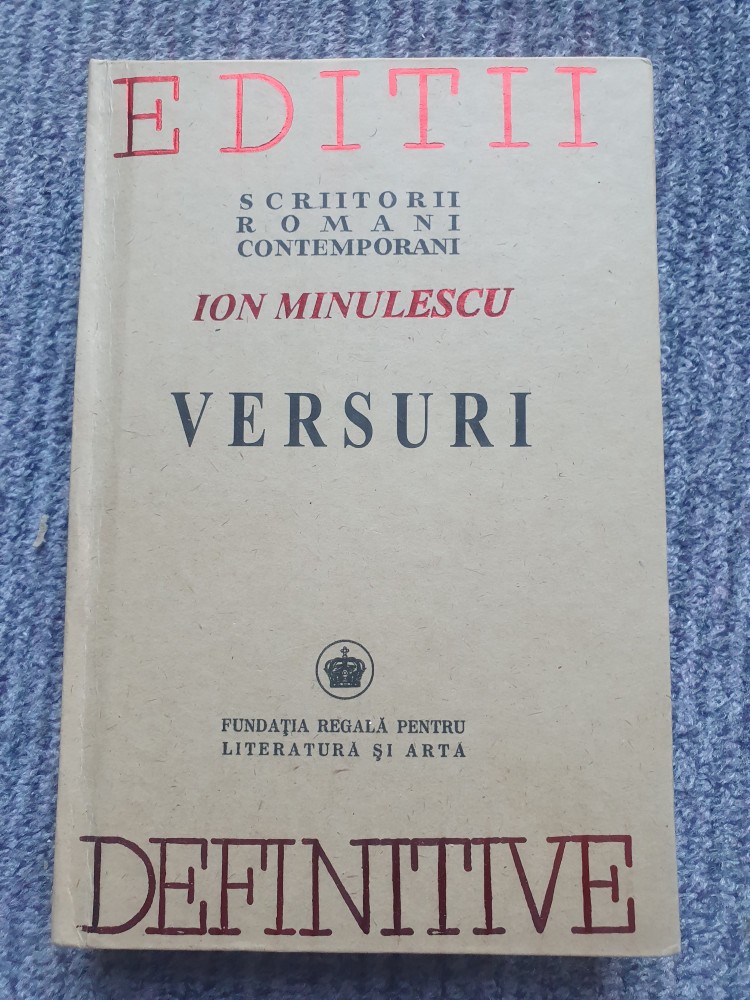 EDITII
SCRIITORII
ROMANI
CONTEMPORANI
ION MINULESCU
VERSURI
FUNDAȚIA REGALĂ PENTRU
LITERATURĂ ȘI ARTĂ
DEFINITIVE